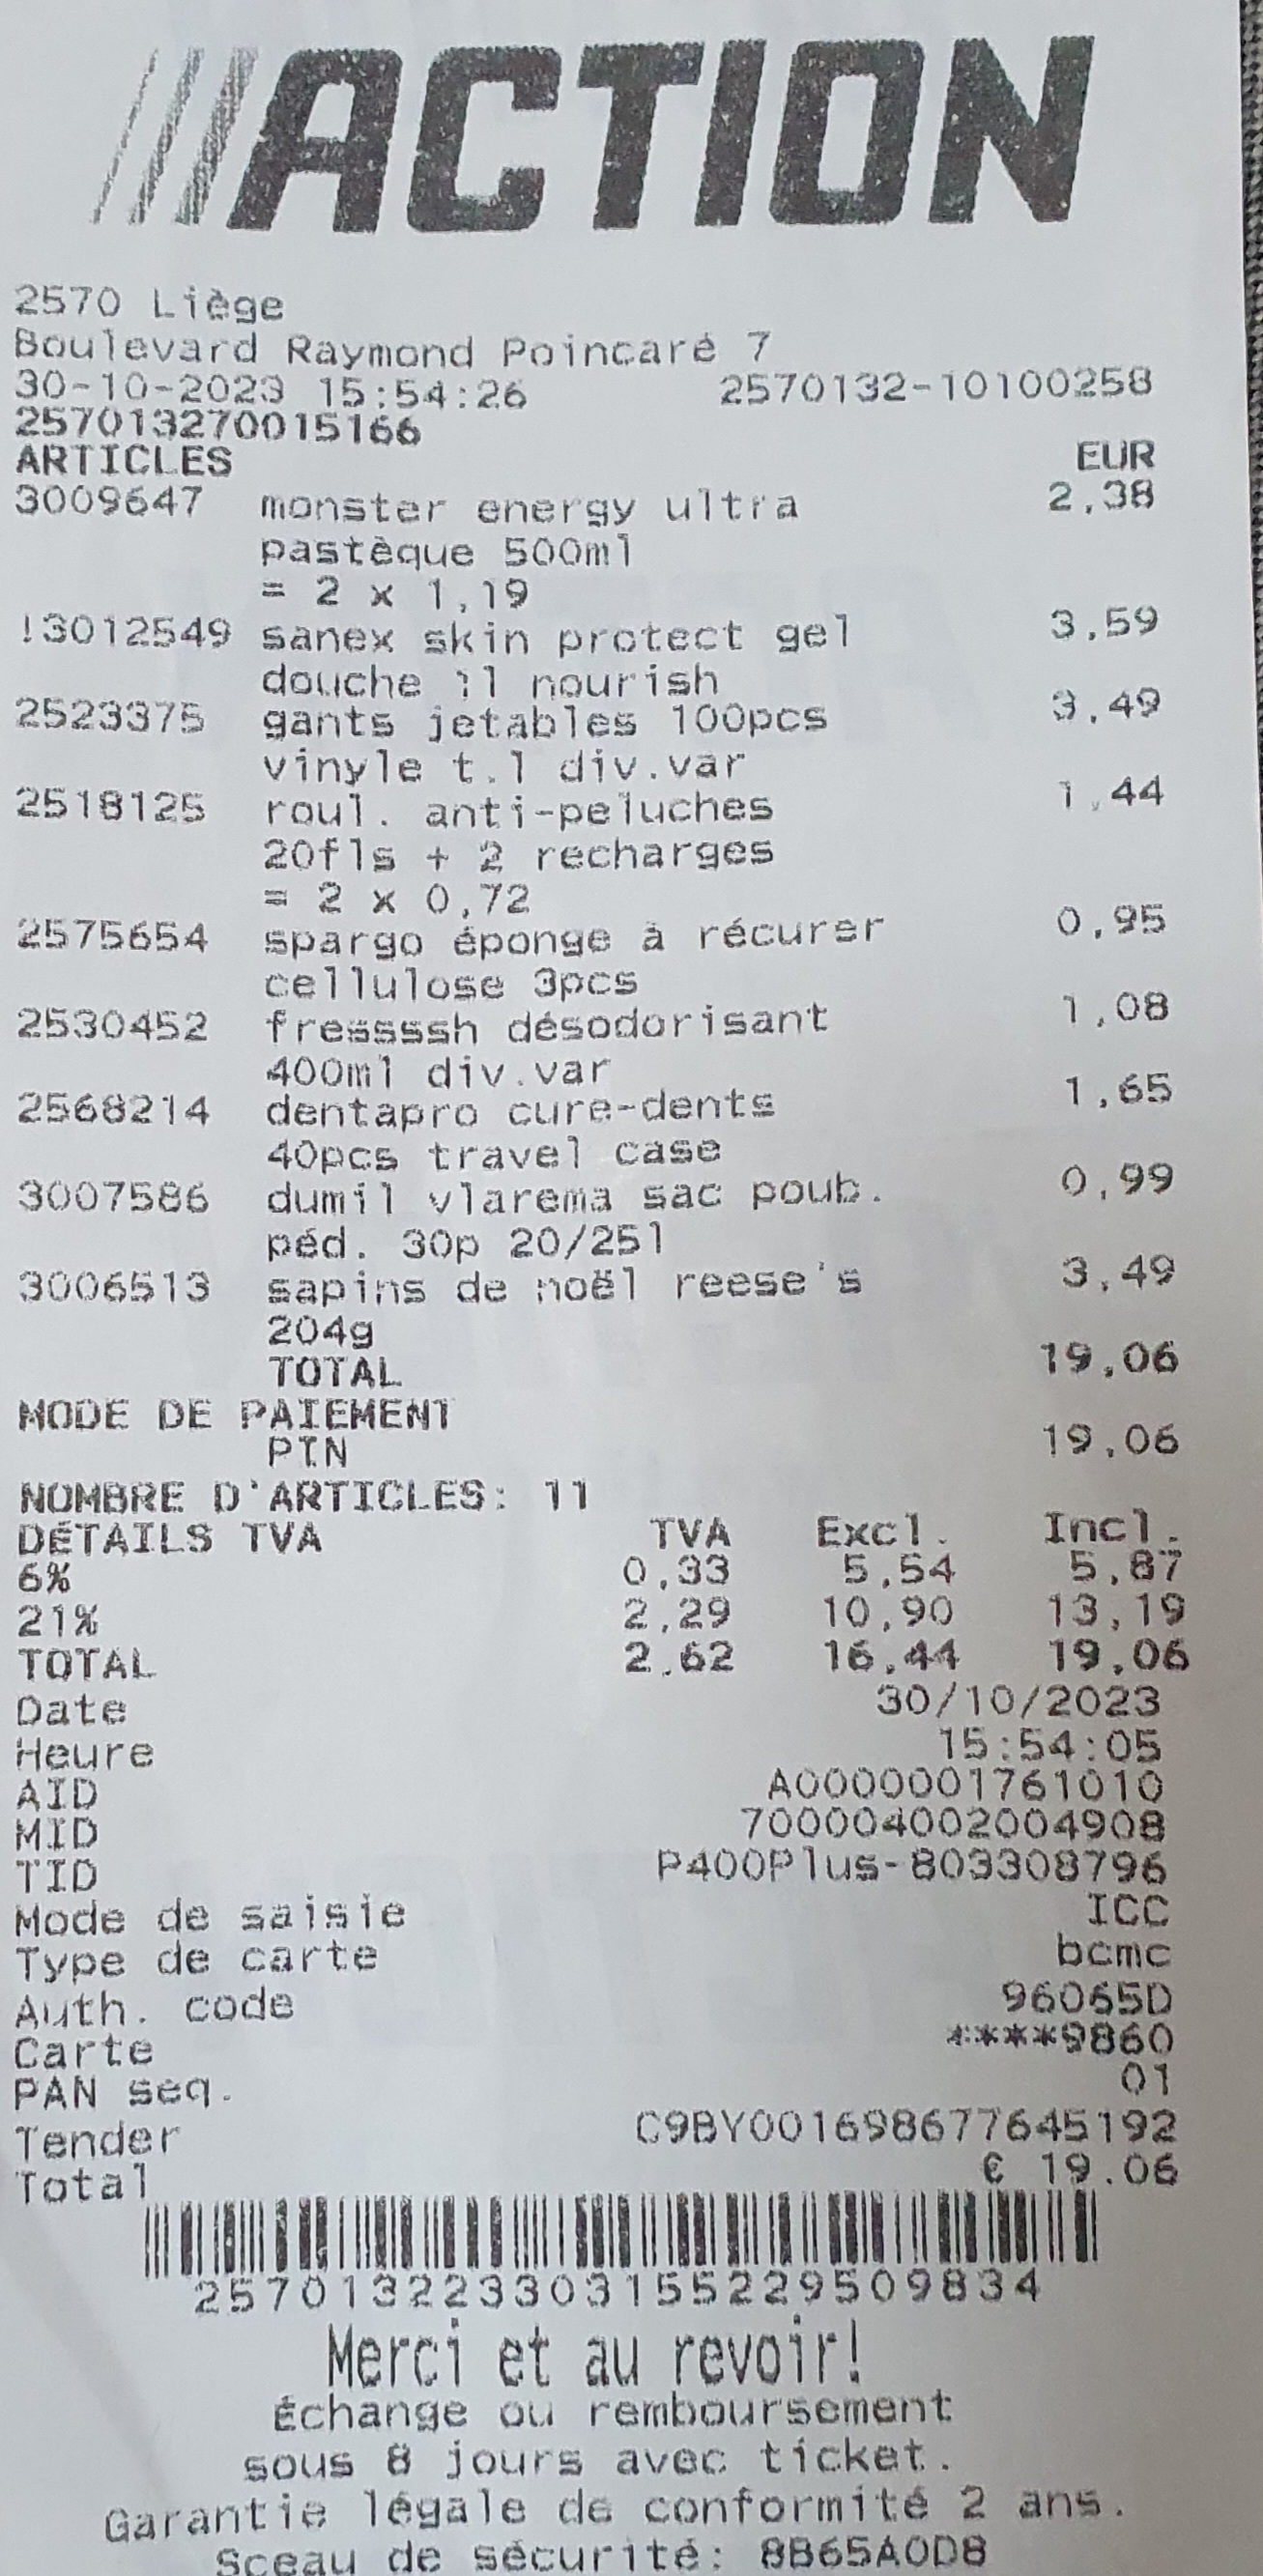 ACTION
2570 Liège
Boulevard Raymond Poincaré 7
30-10-2023 15:54:26 2570132-10100258
257013270015166
ARTICLES EUR
3009647 monster energy ultra 2,38
pastèque 500ml
= 2 x 1,19
!3012549 sanex skin protect gel 3,59
douche 1l nourish
2523375 gants jetables 100pcs 3,49
vinyle t.l div.var
2518125 roul. anti-peluches 1,44
20fls + 2 recharges
= 2 x 0,72
2575654 spargo éponge à récurer 0,95
cellulose 3pcs
2530452 fresssssh désodorisant 1,08
400ml div.var
2568214 dentapro cure-dents 1,65
40pcs travel case
3007586 dumil vlarema sac poub. 0,99
péd. 30p 20/25l
3006513 sapins de noël reese's 3,49
204g
TOTAL 19,06
MODE DE PAIEMENT
PIN 19,06
NOMBRE D'ARTICLES: 11
DÉTAILS TVA TVA Excl. Incl.
6% 0,33 5,54 5,87
21% 2,29 10,90 13,19
TOTAL 2,62 16,44 19,06
Date 30/10/2023
Heure 15:54:05
AID A00000001761010
MID 700004002004908
TID P400Plus-803308796
Mode de saisie ICC
Type de carte bcmc
Auth. code 96065D
Carte ****9860
PAN seq. 01
Tender C9BY001698677645192
Total € 19.06
257013223303155229509834
Merci et au revoir!
Échange ou remboursement
sous 8 jours avec ticket.
Garantie légale de conformité 2 ans.
Sceau de sécurité: 8B65A0D8